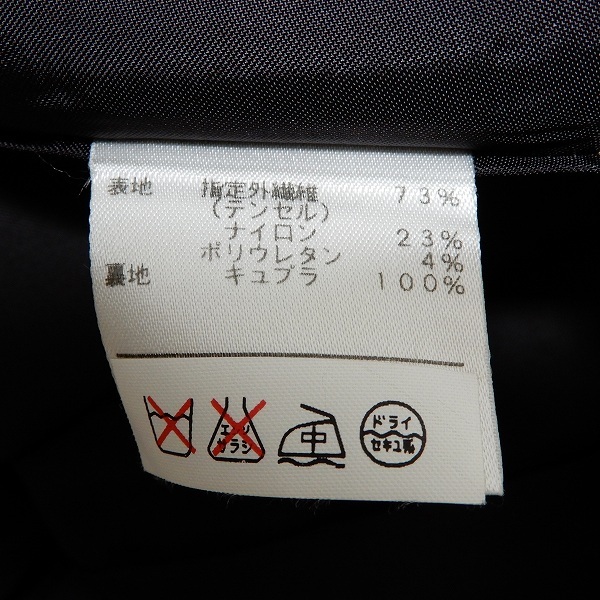 表地 指定外繊維 73%
(テンセル)
ナイロン 23%
ポリウレタン 4%
裏地 キュプラ 100%
エンソ
サラシ
中
ドライ
セキユ系